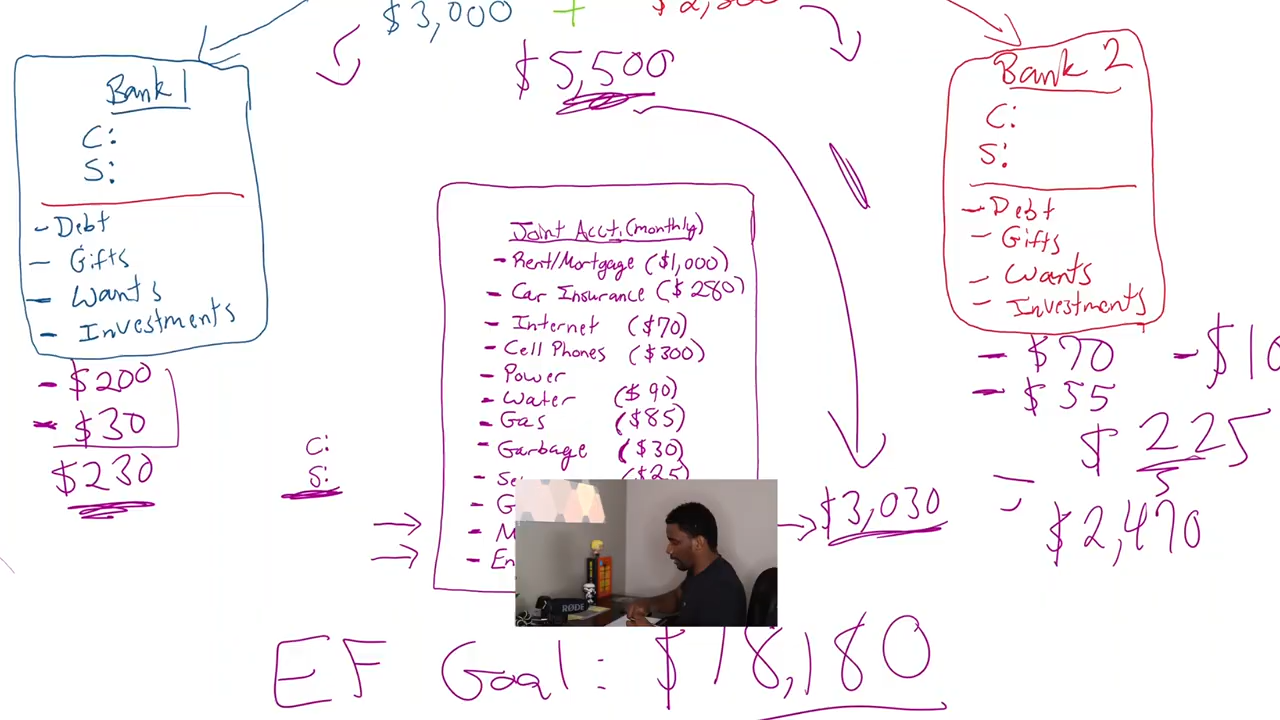 $3,000 +
$5,500
Bank 1
C:
S:
- Debt
- Gifts
- Wants
- Investments
- $200
- $30
$230
C:
S:
Joint Acct. (monthly)
- Rent/Mortgage ($1,000)
- Car Insurance ($280)
- Internet ($70)
- Cell Phones ($300)
- Power
- Water ($90)
- Gas ($85)
- Garbage ($30)
($25)
$3,030
Bank 2
C:
S:
- Debt
- Gifts
- Wants
- Investments
- $70
- $55
$225
= $2,470
RODE
EF Goal: $18,180